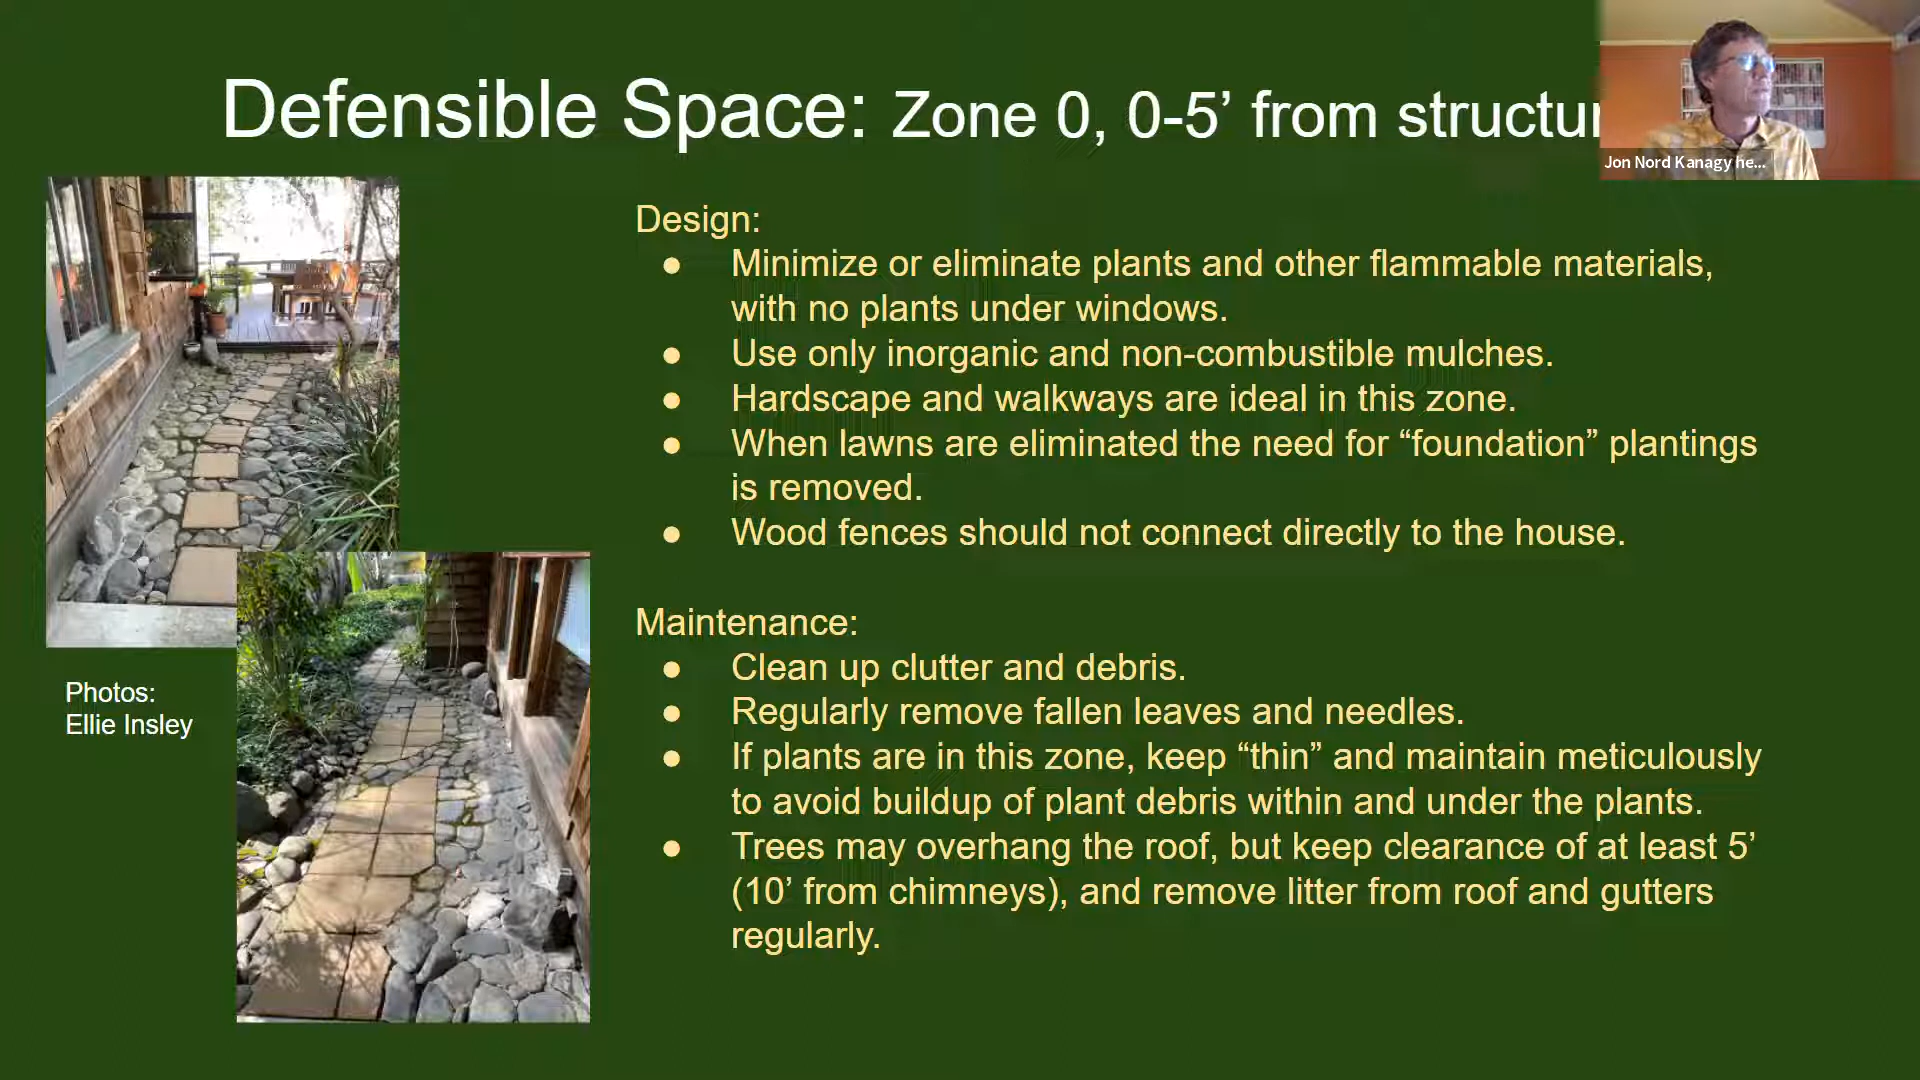 Defensible Space: Zone 0, 0-5’ from structur
Jon Nord Kanagy he...
Design:
● Minimize or eliminate plants and other flammable materials,
with no plants under windows.
● Use only inorganic and non-combustible mulches.
● Hardscape and walkways are ideal in this zone.
● When lawns are eliminated the need for “foundation” plantings
is removed.
● Wood fences should not connect directly to the house.
Maintenance:
● Clean up clutter and debris.
● Regularly remove fallen leaves and needles.
● If plants are in this zone, keep “thin” and maintain meticulously
to avoid buildup of plant debris within and under the plants.
● Trees may overhang the roof, but keep clearance of at least 5’
(10’ from chimneys), and remove litter from roof and gutters
regularly.
Photos:
Ellie Insley